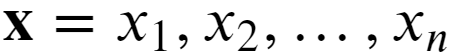 𝐱 = x₁, x₂, … , xₙ